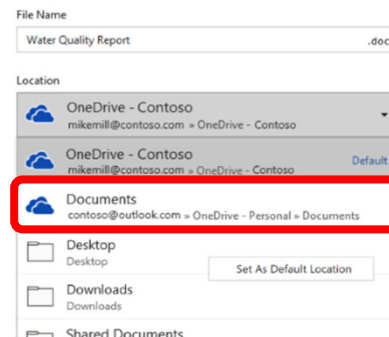 File Name
Water Quality Report .doc
Location
OneDrive - Contoso
mikemill@contoso.com » OneDrive - Contoso
OneDrive - Contoso Default
mikemill@contoso.com » OneDrive - Contoso
Documents
contoso@outlook.com » OneDrive - Personal » Documents
Desktop
Desktop
Set As Default Location
Downloads
Downloads
Shared Documents